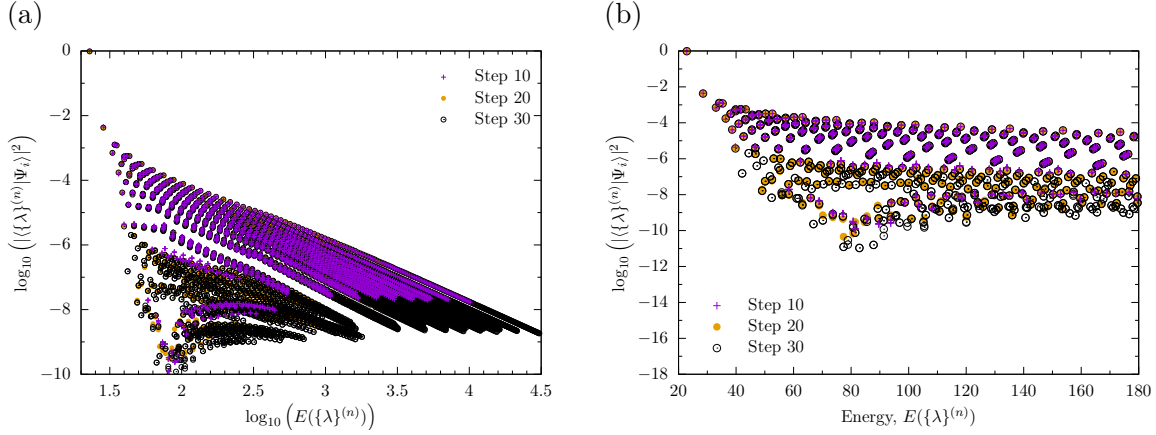 (a)
0
−2
−4
−6
−8
−10
1.5
2
2.5
3
3.5
4
4.5
log₁₀ (|⟨{λ}⁽ⁿ⁾|Ψᵢ⟩|²)
log₁₀ (E({λ}⁽ⁿ⁾))
Step 10
Step 20
Step 30
(b)
0
−2
−4
−6
−8
−10
−12
−14
−16
−18
20
40
60
80
100
120
140
160
180
log₁₀ (|⟨{λ}⁽ⁿ⁾|Ψᵢ⟩|²)
Energy, E({λ}⁽ⁿ⁾)
Step 10
Step 20
Step 30